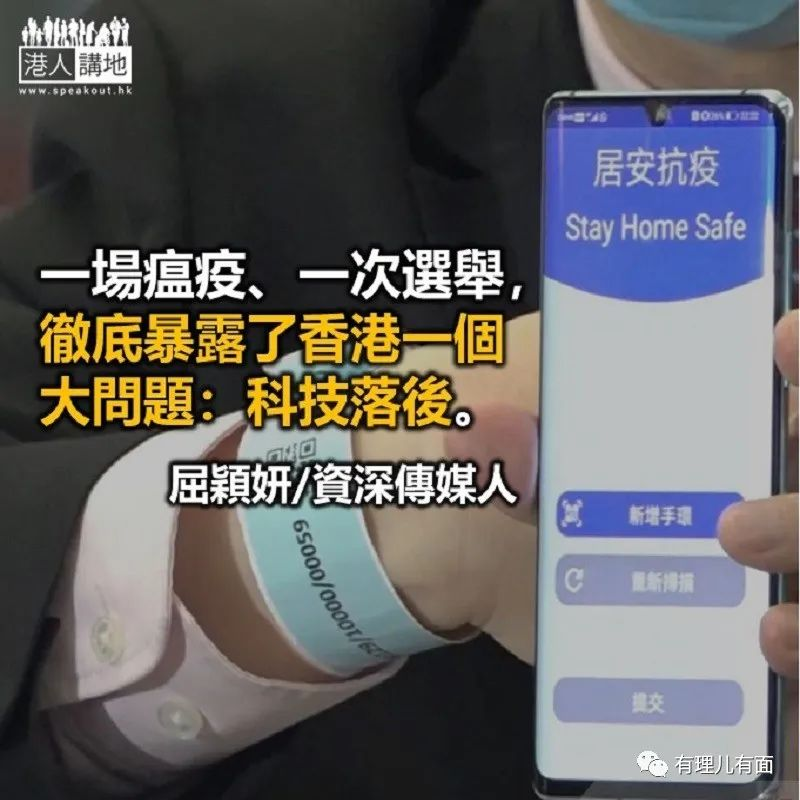 港人講地
www.speakout.hk
居安抗疫
Stay Home Safe
一場瘟疫、一次選舉，
徹底暴露了香港一個
大問題：科技落後。
屈穎妍/資深傳媒人
新增手環
重新掃描
提交
/10000/00059
有理儿有面